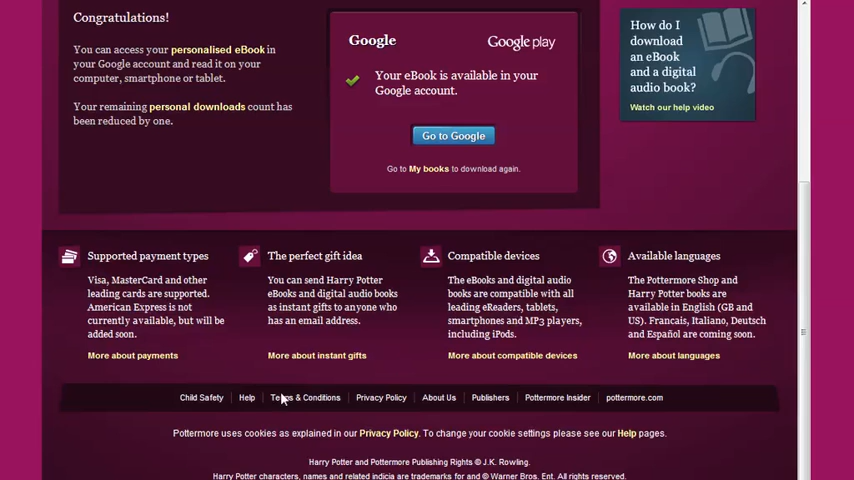 Congratulations!
You can access your personalised eBook in
your Google account and read it on your
computer, smartphone or tablet.
Your remaining personal downloads count has
been reduced by one.
Google
Google play
Your eBook is available in your
Google account.
Go to Google
Go to My books to download again.
How do I
download
an eBook
and a digital
audio book?
Watch our help video
Supported payment types
Visa, MasterCard and other
leading cards are supported.
American Express is not
currently available, but will be
added soon.
More about payments
The perfect gift idea
You can send Harry Potter
eBooks and digital audio books
as instant gifts to anyone who
has an email address.
More about instant gifts
Compatible devices
The eBooks and digital audio
books are compatible with all
leading eReaders, tablets,
smartphones and MP3 players,
including iPods.
More about compatible devices
Available languages
The Pottermore Shop and
Harry Potter books are
available in English (GB and
US). Francais, Italiano, Deutsch
and Español are coming soon.
More about languages
Child Safety | Help | Terms & Conditions | Privacy Policy | About Us | Publishers | Pottermore Insider | pottermore.com
Pottermore uses cookies as explained in our Privacy Policy. To change your cookie settings please see our Help pages.
Harry Potter and Pottermore Publishing Rights © J.K. Rowling.
Harry Potter characters, names and related indicia are trademarks of and © Warner Bros. Ent. All rights reserved.